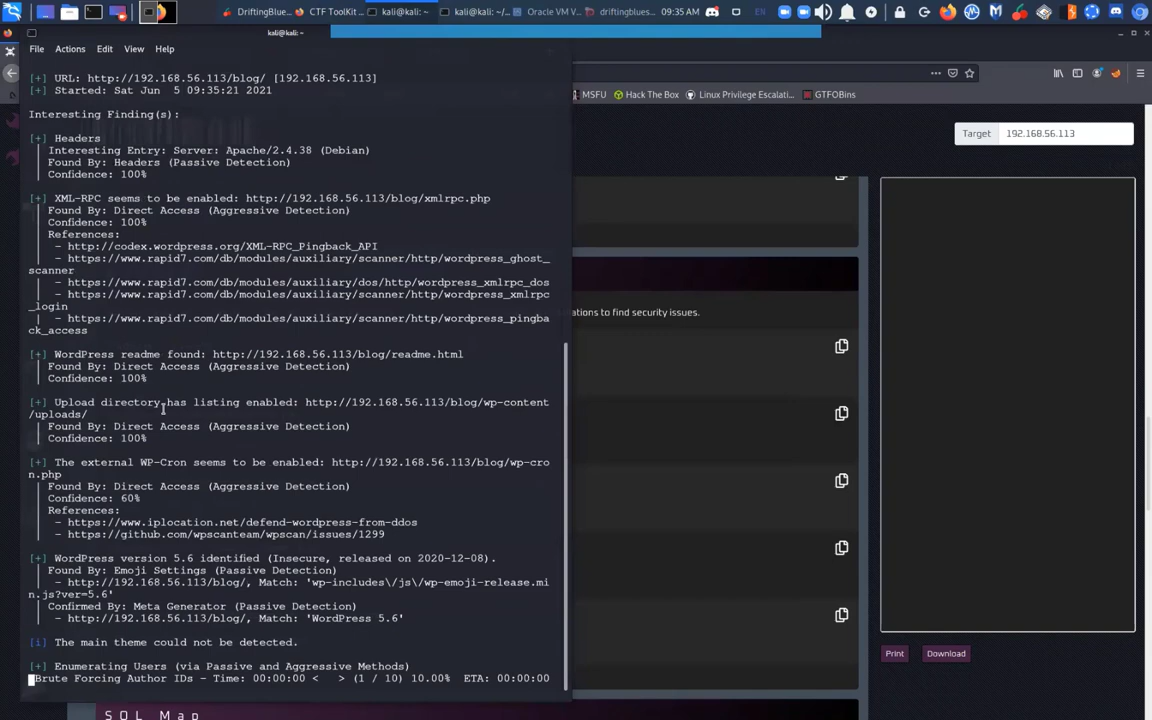 DriftingBlue...
CTF ToolKit ...
kali@kali: ~
kali@kali: ~/...
Oracle VM V...
driftingblues...
EN
09:35 AM
kali@kali: ~
File Actions Edit View Help
MSFU
Hack The Box
Linux Privilege Escalati...
GTFOBins
[+] URL: http://192.168.56.113/blog/ [192.168.56.113]
[+] Started: Sat Jun  5 09:35:21 2021
Interesting Finding(s):
[+] Headers
| Interesting Entry: Server: Apache/2.4.38 (Debian)
| Found By: Headers (Passive Detection)
| Confidence: 100%
[+] XML-RPC seems to be enabled: http://192.168.56.113/blog/xmlrpc.php
| Found By: Direct Access (Aggressive Detection)
| Confidence: 100%
| References:
|  - http://codex.wordpress.org/XML-RPC_Pingback_API
|  - https://www.rapid7.com/db/modules/auxiliary/scanner/http/wordpress_ghost_
scanner
|  - https://www.rapid7.com/db/modules/auxiliary/dos/http/wordpress_xmlrpc_dos
|  - https://www.rapid7.com/db/modules/auxiliary/scanner/http/wordpress_xmlrpc
_login
|  - https://www.rapid7.com/db/modules/auxiliary/scanner/http/wordpress_pingba
ck_access
[+] WordPress readme found: http://192.168.56.113/blog/readme.html
| Found By: Direct Access (Aggressive Detection)
| Confidence: 100%
[+] Upload directory has listing enabled: http://192.168.56.113/blog/wp-content
/uploads/
| Found By: Direct Access (Aggressive Detection)
| Confidence: 100%
[+] The external WP-Cron seems to be enabled: http://192.168.56.113/blog/wp-cro
n.php
| Found By: Direct Access (Aggressive Detection)
| Confidence: 60%
| References:
|  - https://www.iplocation.net/defend-wordpress-from-ddos
|  - https://github.com/wpscanteam/wpscan/issues/1299
[+] WordPress version 5.6 identified (Insecure, released on 2020-12-08).
| Found By: Emoji Settings (Passive Detection)
|  - http://192.168.56.113/blog/, Match: 'wp-includes\/js\/wp-emoji-release.mi
n.js?ver=5.6'
| Confirmed By: Meta Generator (Passive Detection)
|  - http://192.168.56.113/blog/, Match: 'WordPress 5.6'
[i] The main theme could not be detected.
[+] Enumerating Users (via Passive and Aggressive Methods)
Brute Forcing Author IDs - Time: 00:00:00 <   > (1 / 10) 10.00%  ETA: 00:00:00
Target 192.168.56.113
ations to find security issues.
Print
Download
SQL Map